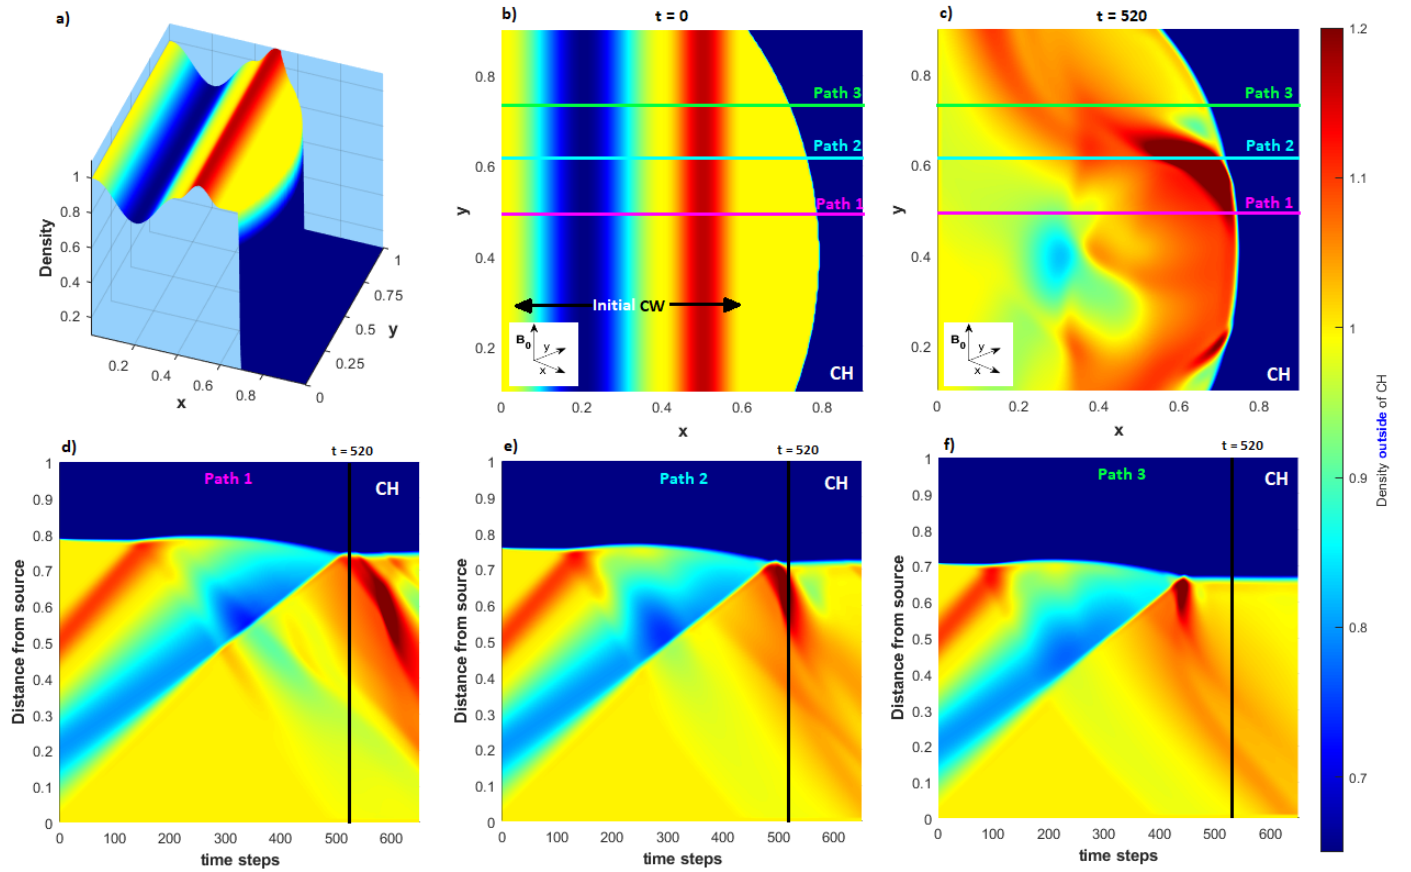 a)
Density
1
0.8
0.6
0.4
0.2
0.2
0.4
0.6
0.8
x
0
0.25
0.5
0.75
1
y
b)
t = 0
0.8
0.6
0.4
0.2
y
Path 3
Path 2
Path 1
Initial CW
B0
y
x
CH
0
0.2
0.4
0.6
0.8
x
c)
t = 520
0.8
0.6
0.4
0.2
y
Path 3
Path 2
Path 1
B0
y
x
CH
0
0.2
0.4
0.6
0.8
x
1.2
1.1
1
0.9
0.8
0.7
Density outside of CH
d)
t = 520
Path 1
CH
1
0.9
0.8
0.7
0.6
0.5
0.4
0.3
0.2
0.1
0
Distance from source
0
100
200
300
400
500
600
time steps
e)
t = 520
Path 2
CH
1
0.9
0.8
0.7
0.6
0.5
0.4
0.3
0.2
0.1
0
Distance from source
0
100
200
300
400
500
600
time steps
f)
t = 520
Path 3
CH
1
0.9
0.8
0.7
0.6
0.5
0.4
0.3
0.2
0.1
0
Distance from source
0
100
200
300
400
500
600
time steps